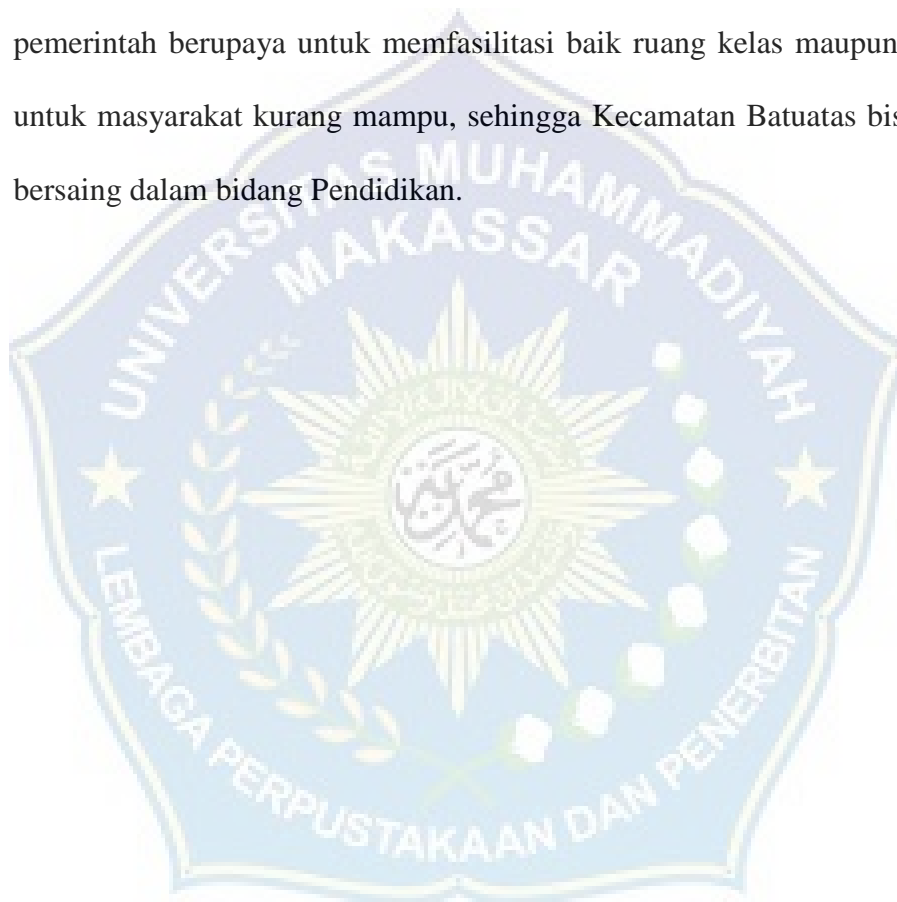 pemerintah berupaya untuk memfasilitasi baik ruang kelas maupun
untuk masyarakat kurang mampu, sehingga Kecamatan Batuatas bis
bersaing dalam bidang Pendidikan.
UNIVERSITAS MUHAMMADIYAH
MAKASSAR
محمدية
LEMBAGA PERPUSTAKAAN DAN PENERBITAN